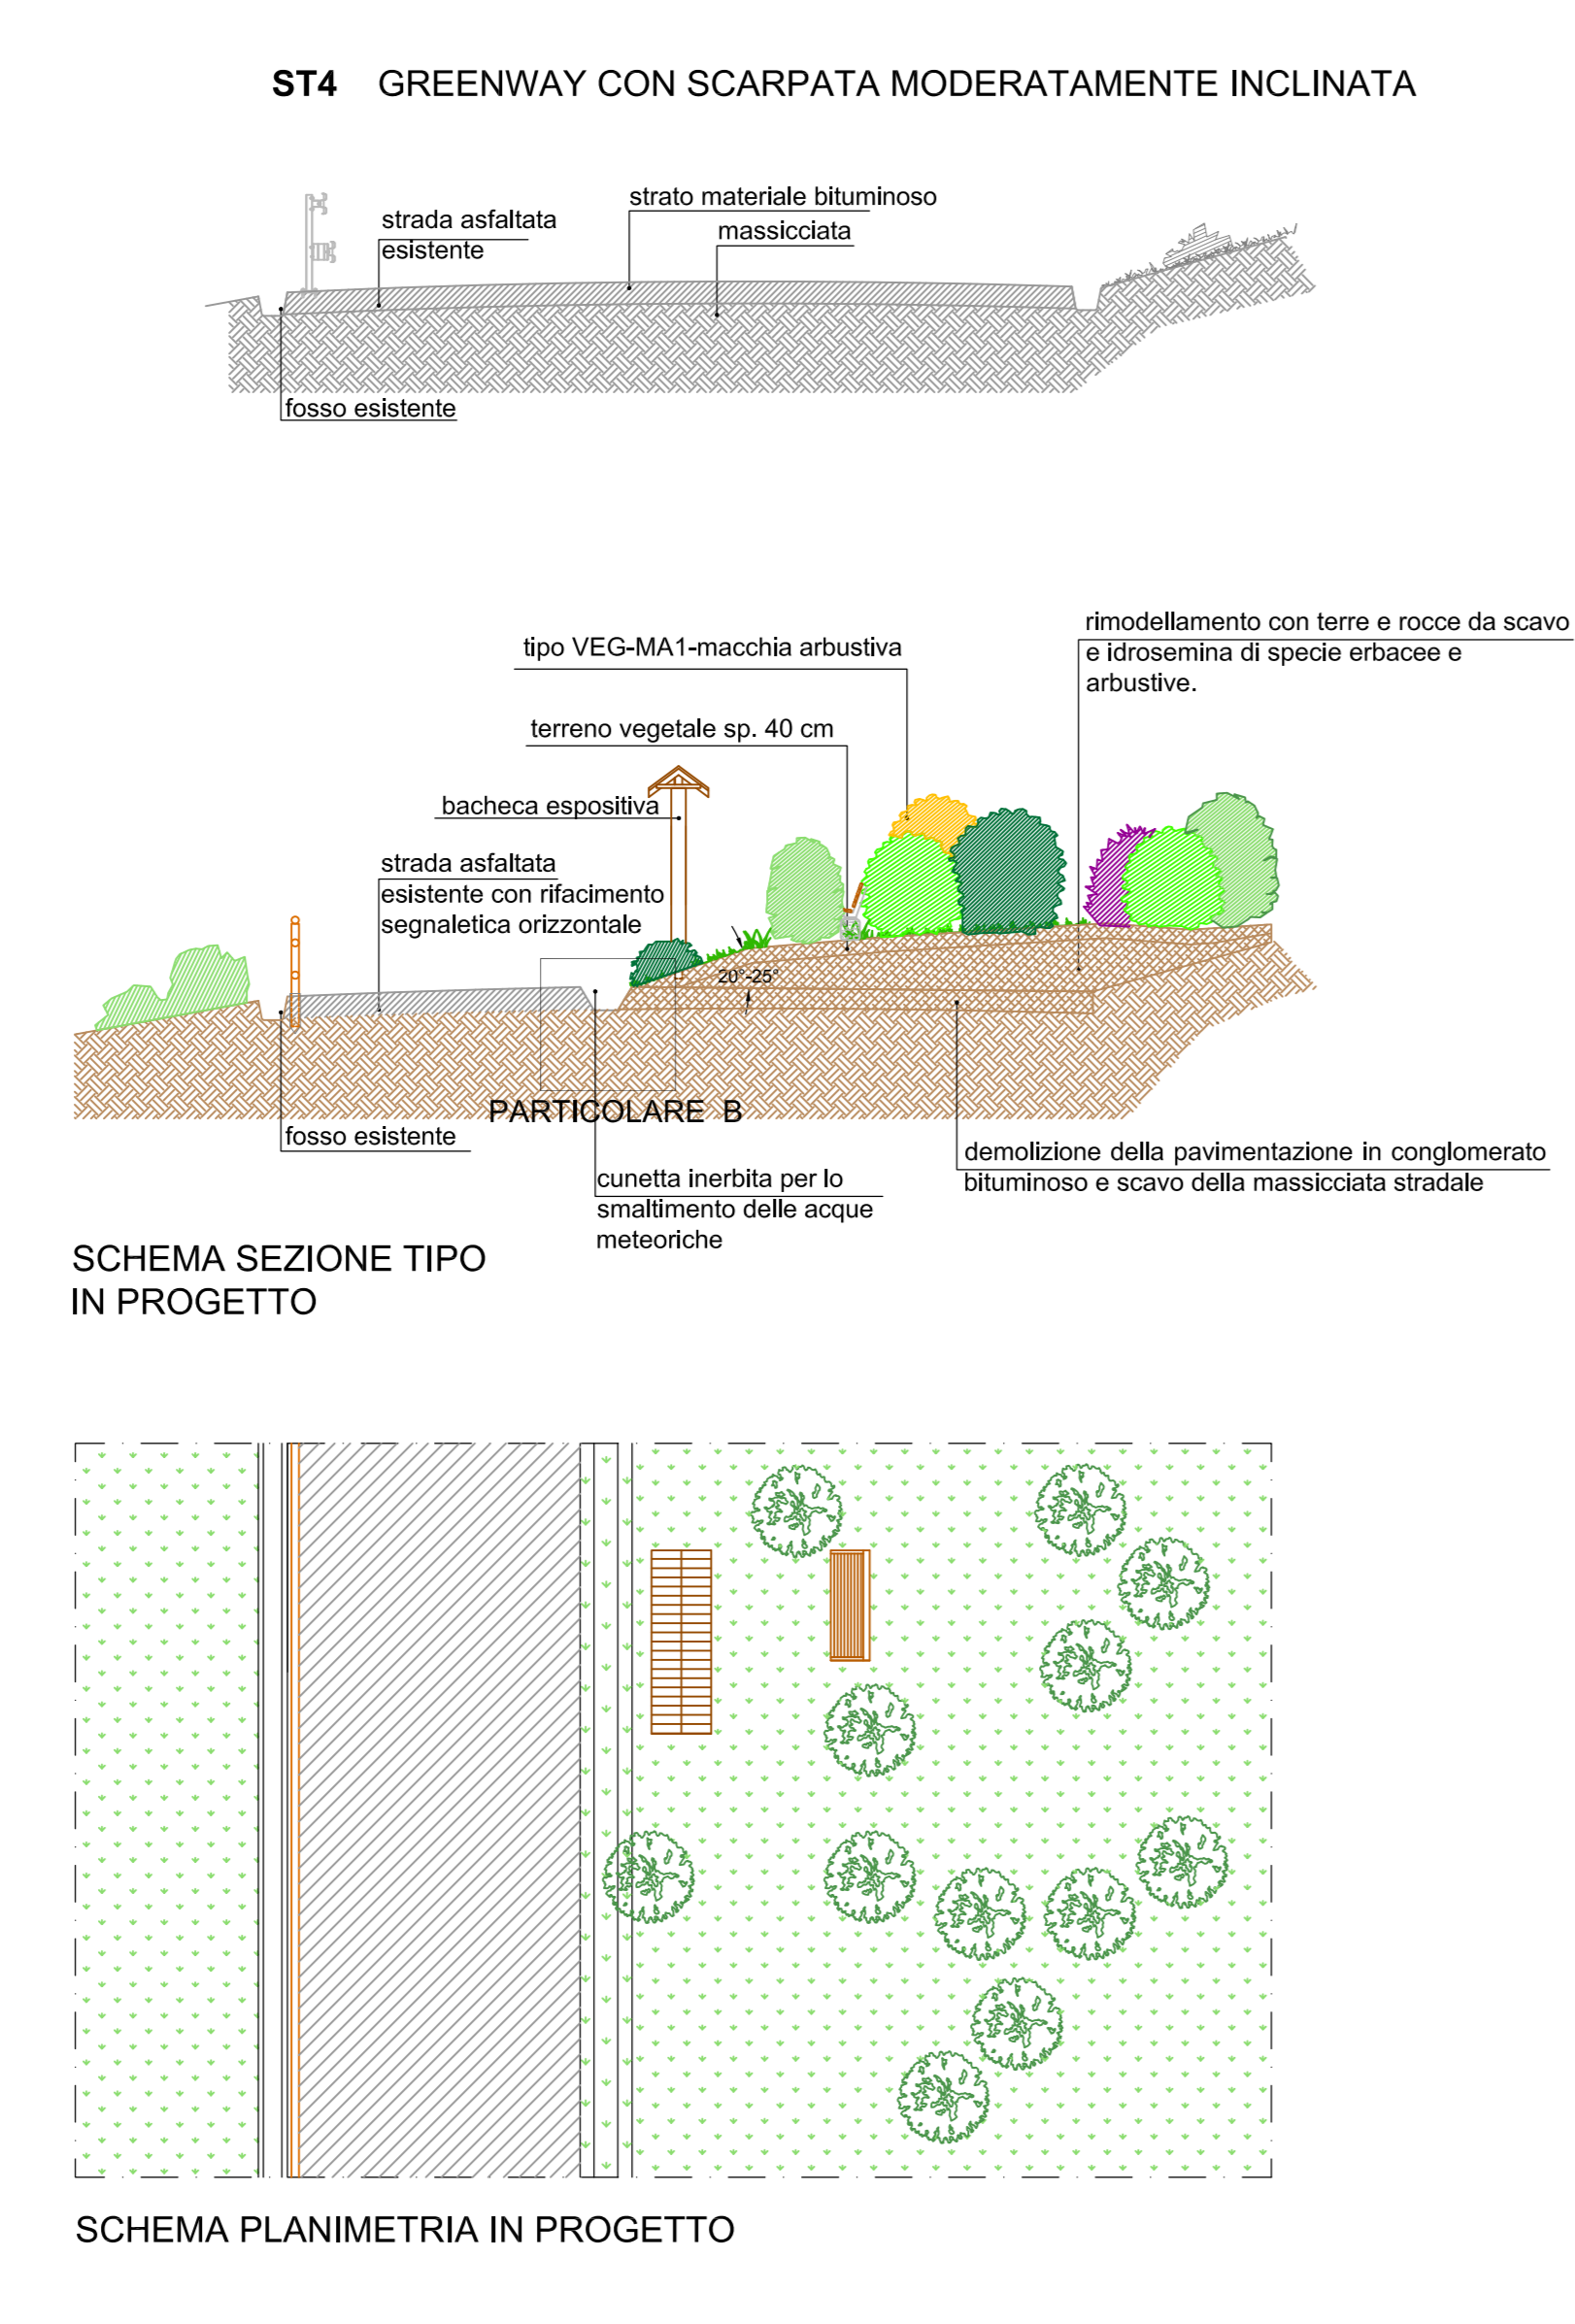 ST4 GREENWAY CON SCARPATA MODERATAMENTE INCLINATA
strato materiale bituminoso
strada asfaltata
esistente
massicciata
fosso esistente
rimodellamento con terre e rocce da scavo
e idrosemina di specie erbacee e
arbustive.
tipo VEG-MA1-macchia arbustiva
terreno vegetale sp. 40 cm
bacheca espositiva
strada asfaltata
esistente con rifacimento
segnaletica orizzontale
20°-25°
PARTICOLARE B
fosso esistente
cunetta inerbita per lo
smaltimento delle acque
meteoriche
demolizione della pavimentazione in conglomerato
bituminoso e scavo della massicciata stradale
SCHEMA SEZIONE TIPO
IN PROGETTO
SCHEMA PLANIMETRIA IN PROGETTO